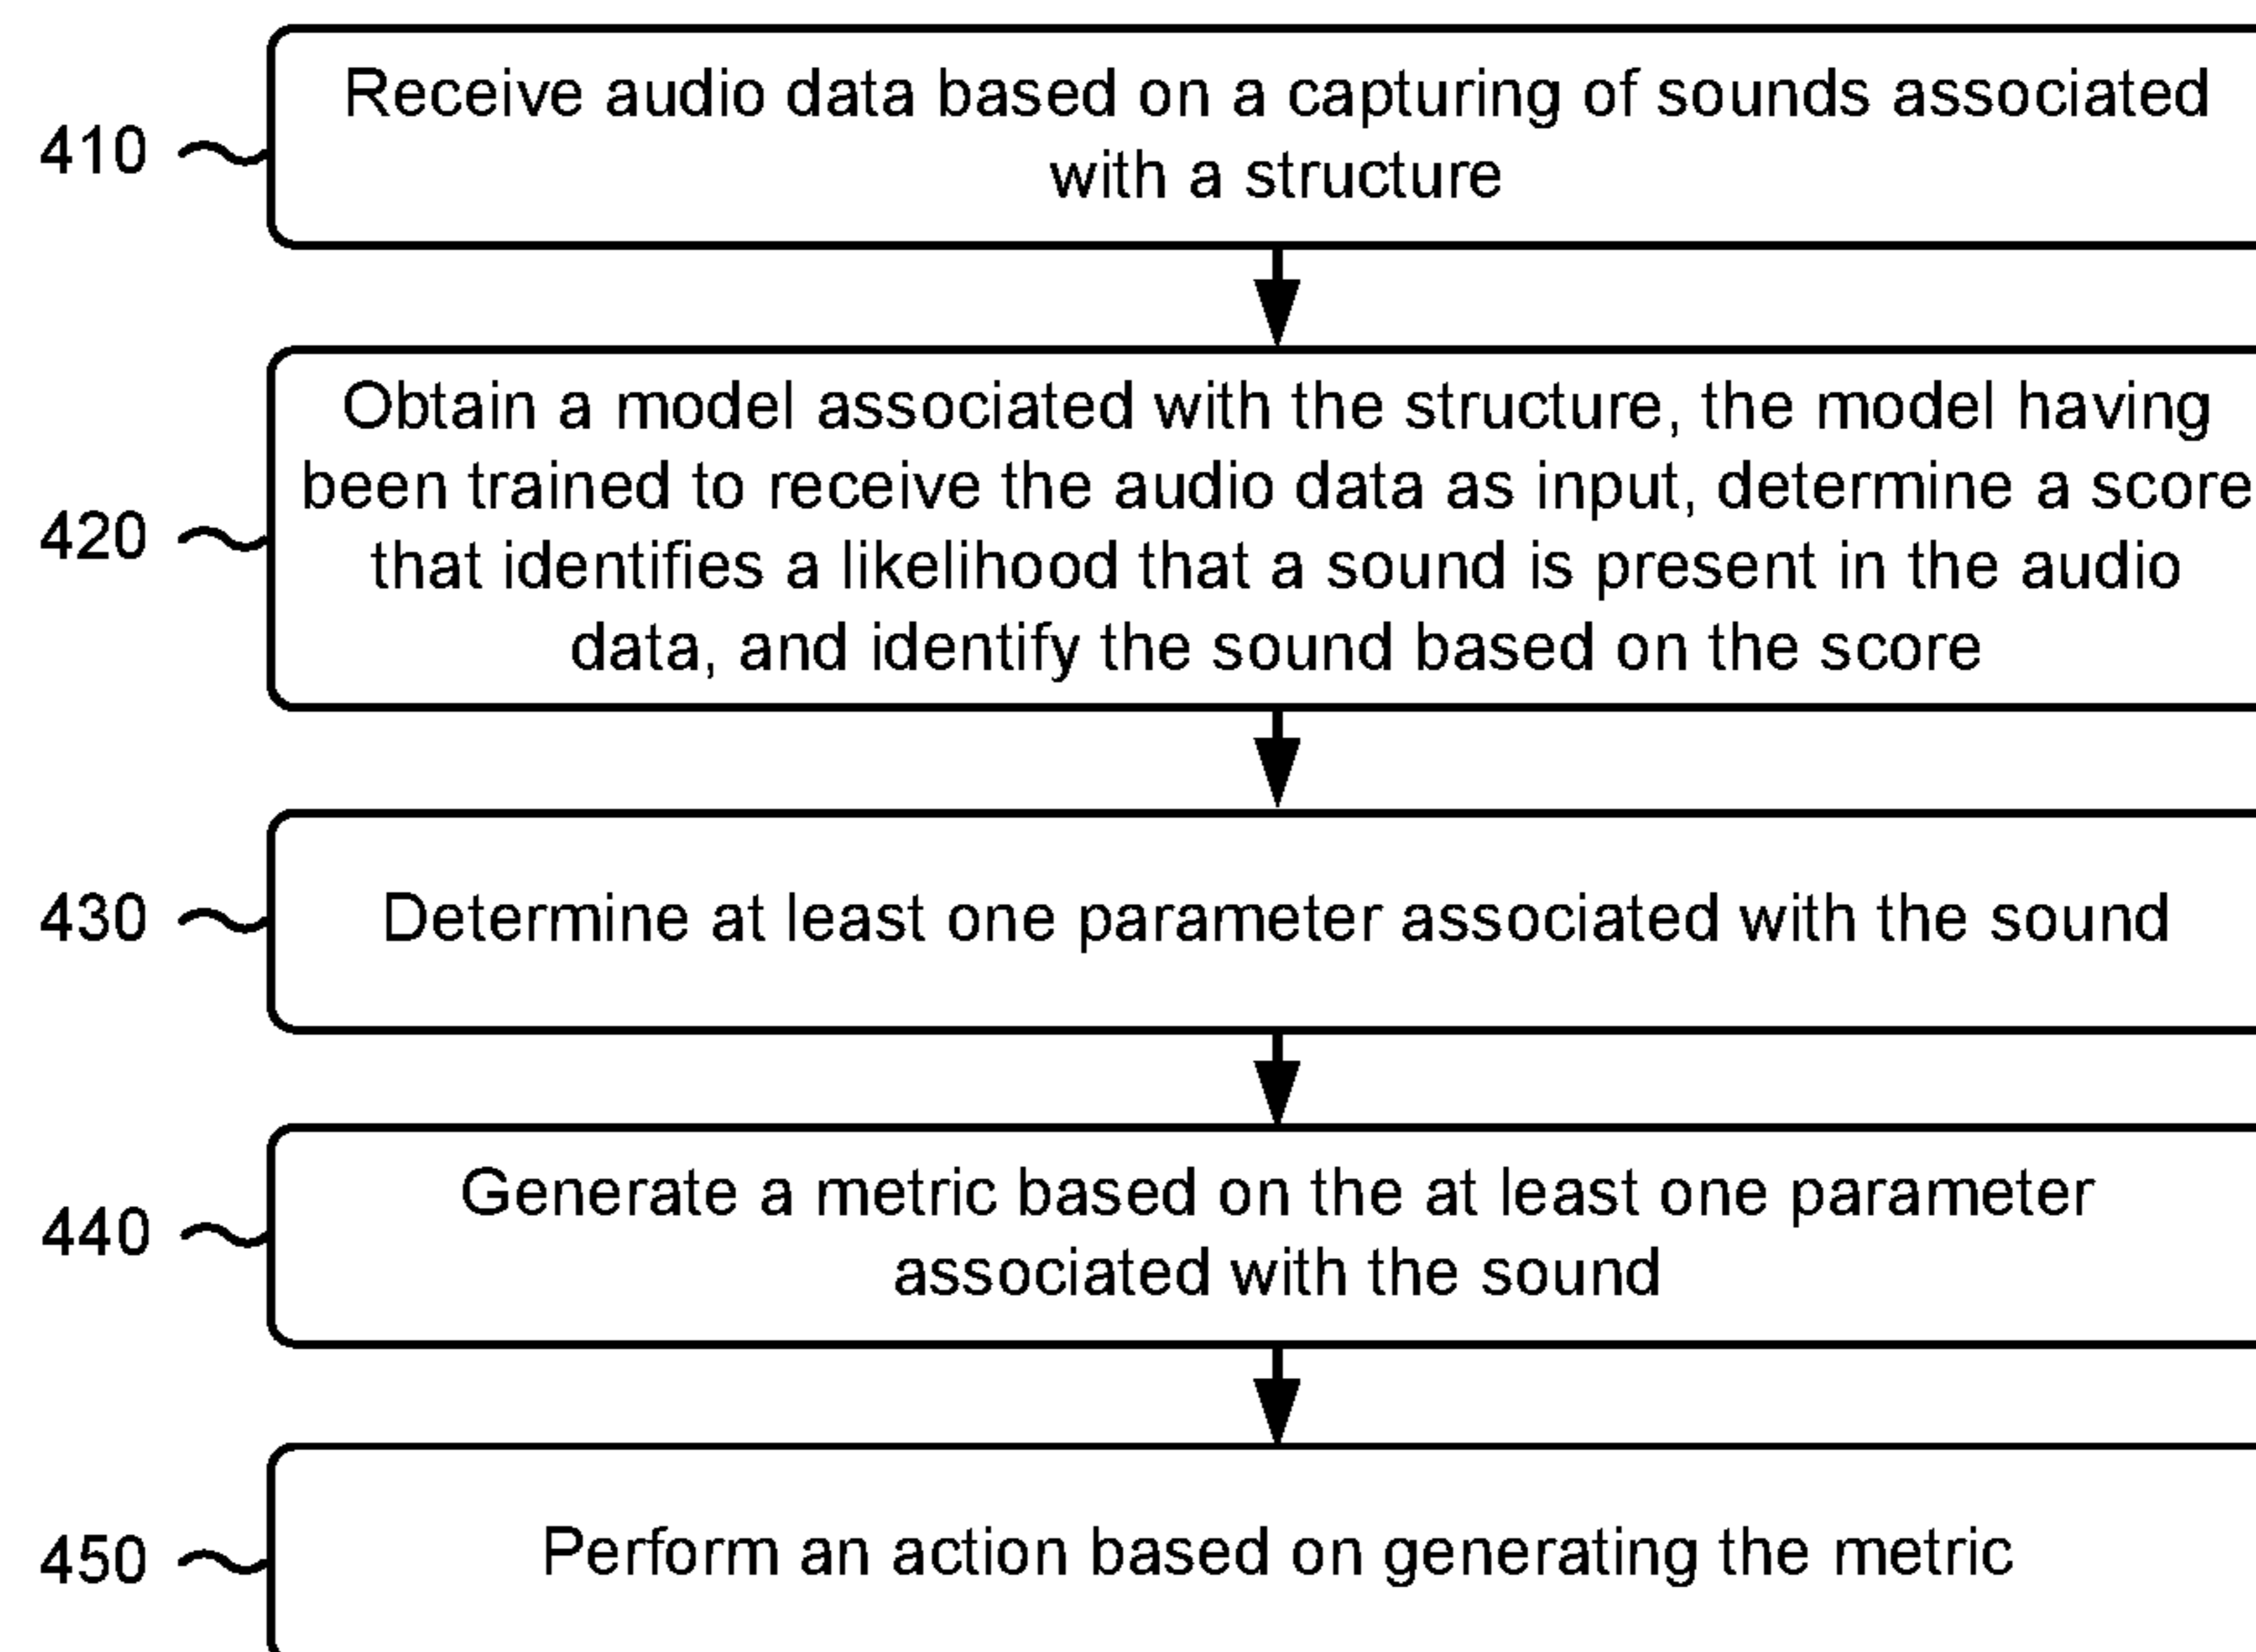 Receive audio data based on a capturing of sounds associated
with a structure
410
Obtain a model associated with the structure, the model having
been trained to receive the audio data as input, determine a score
that identifies a likelihood that a sound is present in the audio
data, and identify the sound based on the score
420
Determine at least one parameter associated with the sound
430
Generate a metric based on the at least one parameter
associated with the sound
440
Perform an action based on generating the metric
450